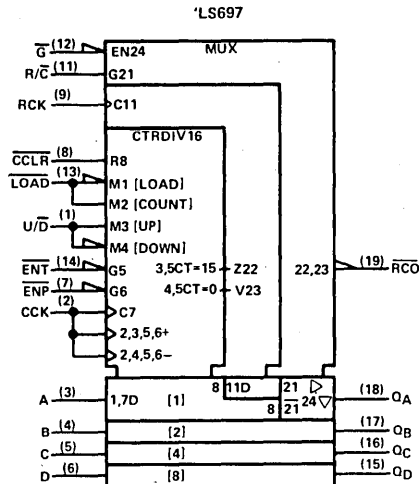 'LS697
MUX
G̅ (12) EN24
R/C̅ (11) G21
RCK (9) C11
CTRDIV16
C̅C̅L̅R̅ (8) R8
L̅O̅A̅D̅ (13) M1 [LOAD]
M2 [COUNT]
U/D̅ (1) M3 [UP]
M4 [DOWN]
E̅N̅T̅ (14) G5 3,5CT=15 Z22 22,23 (19) R̅C̅O̅
E̅N̅P̅ (7) G6 4,5CT=0 V23
CCK (2) C7
2,3,5,6+
2,4,5,6−
A (3) 1,7D [1] 8 11D 8 21 2̅1̅ 24 (18) QA
B (4) [2] (17) QB
C (5) [4] (16) QC
D (6) [8] (15) QD